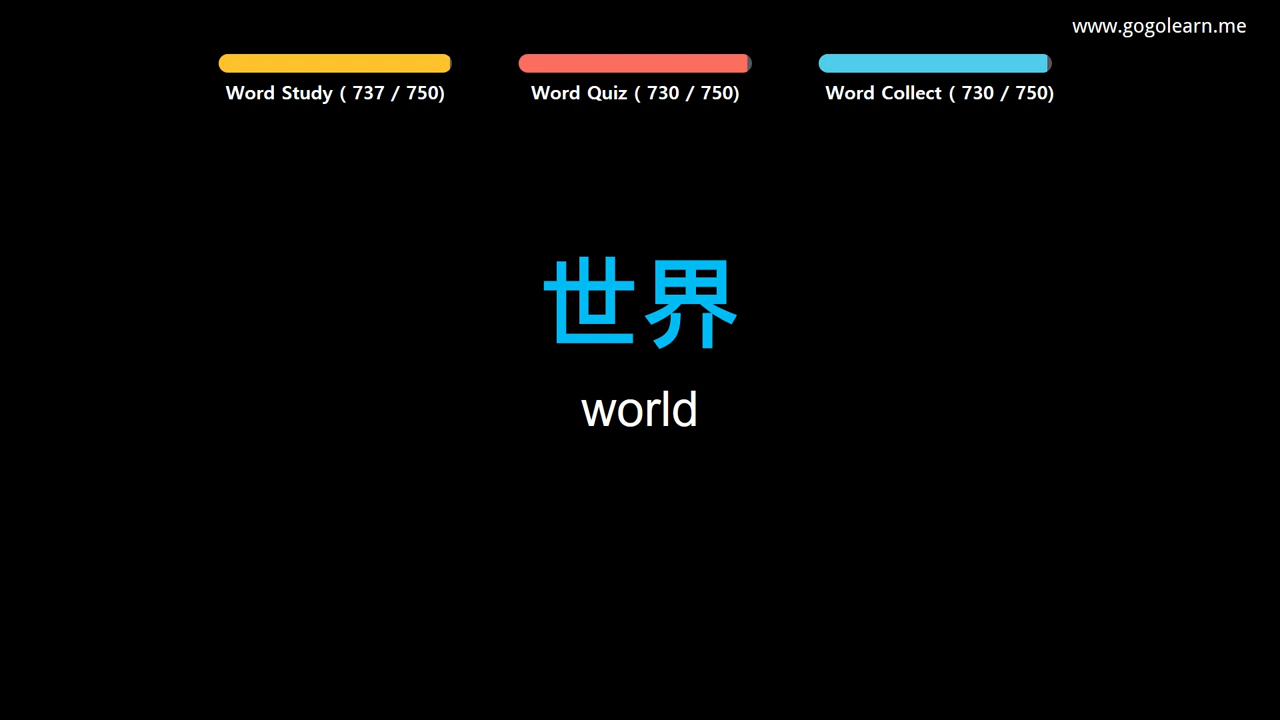 www.gogolearn.me
Word Study ( 737 / 750)
Word Quiz ( 730 / 750)
Word Collect ( 730 / 750)
世界
world